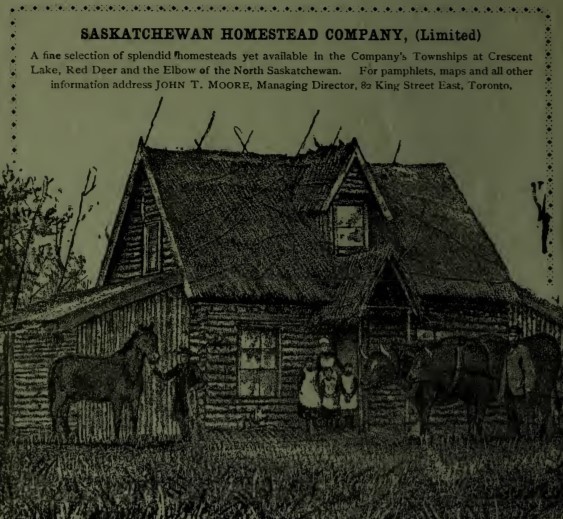 SASKATCHEWAN HOMESTEAD COMPANY, (Limited)
A fine selection of splendid homesteads yet available in the Company's Townships at Crescent
Lake, Red Deer and the Elbow of the North Saskatchewan. For pamphlets, maps and all other
information address JOHN T. MOORE, Managing Director, 82 King Street East, Toronto.